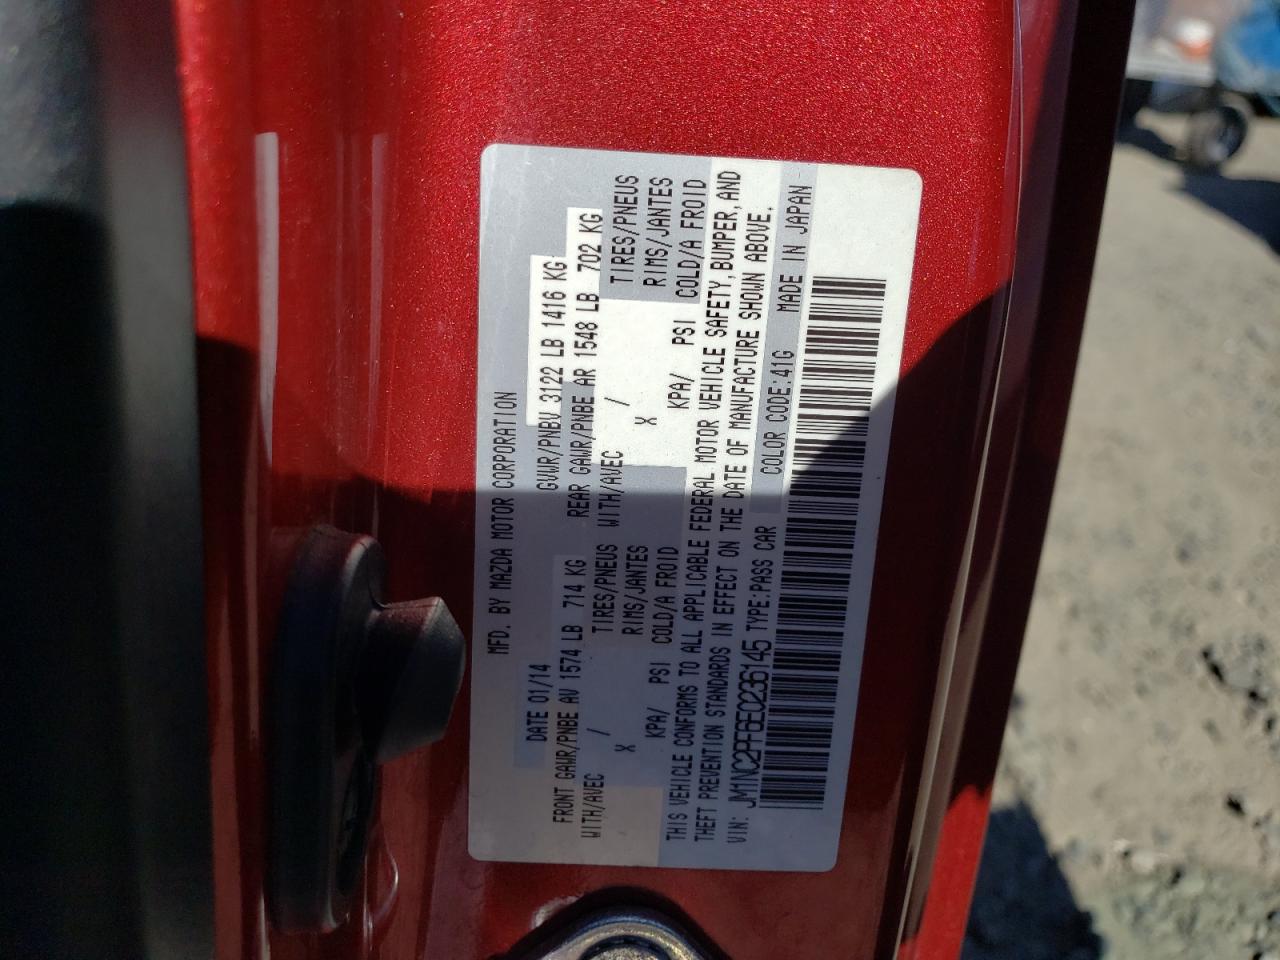 MFD. BY MAZDA MOTOR CORPORATION
DATE 01/14 GVWR/PNBV 3122 LB 1416 KG
FRONT GAWR/PNBE AV 1574 LB 714 KG REAR GAWR/PNBE AR 1548 LB 702 KG
WITH/AVEC TIRES/PNEUS WITH/AVEC TIRES/PNEUS
X / RIMS/JANTES X / RIMS/JANTES
KPA/ PSI COLD/A FROID KPA/ PSI COLD/A FROID
THIS VEHICLE CONFORMS TO ALL APPLICABLE FEDERAL MOTOR VEHICLE SAFETY, BUMPER, AND
THEFT PREVENTION STANDARDS IN EFFECT ON THE DATE OF MANUFACTURE SHOWN ABOVE.
VIN: JM1NC2PF6E0236145 TYPE:PASS CAR COLOR CODE:41G MADE IN JAPAN